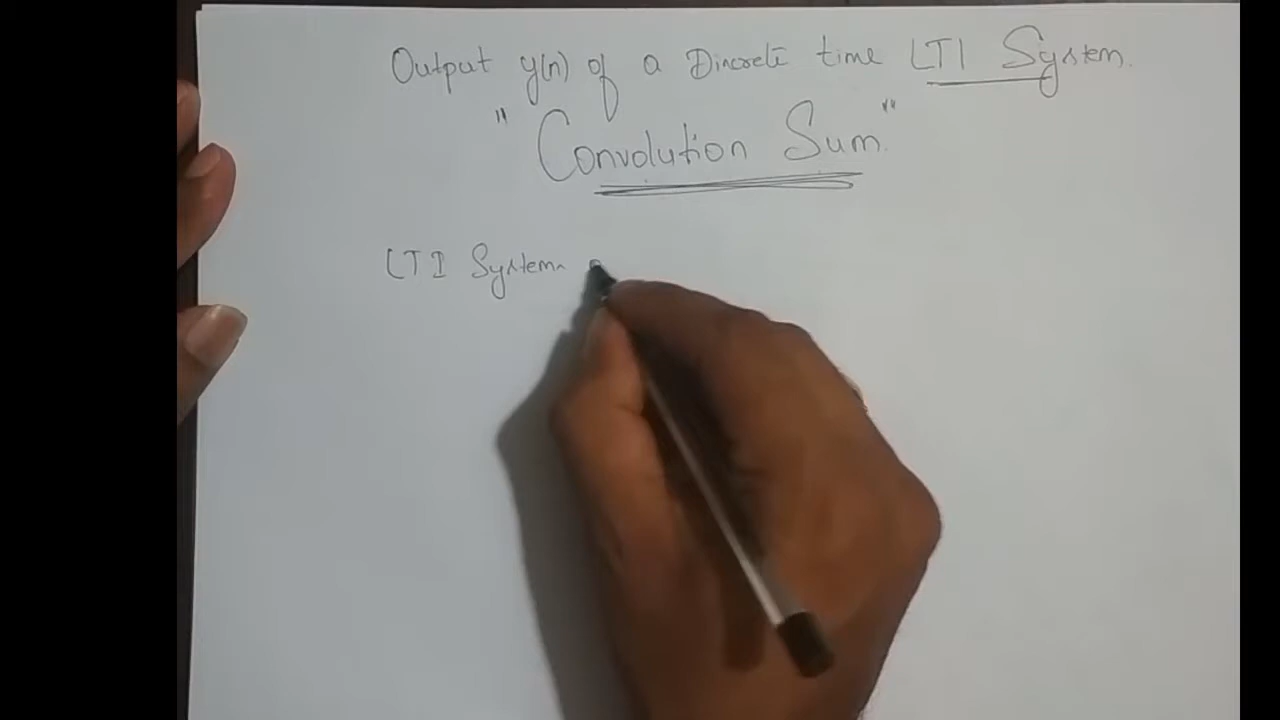 Output y(n) of a Discrete time LTI System.
"Convolution Sum"
LTI System